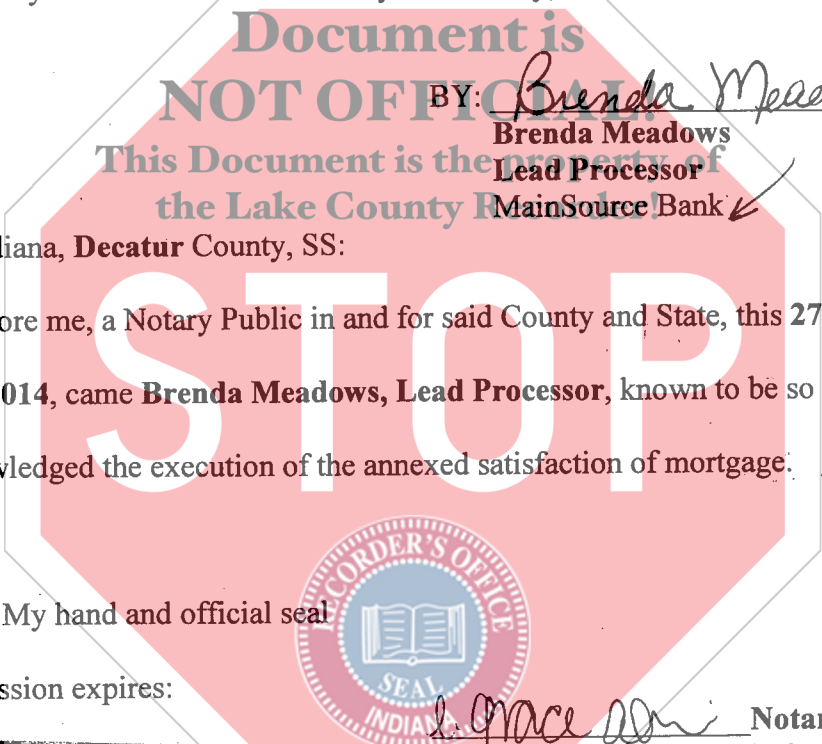 Document is
NOT OFFICIAL!
This Document is the property of
the Lake County Recorder!
BY: Brenda
Brenda Meadows
Lead Processor
MainSource Bank
diana, Decatur County, SS:
ore me, a Notary Public in and for said County and State, this 27
014, came Brenda Meadows, Lead Processor, known to be so
wledged the execution of the annexed satisfaction of mortgage.
STOP
RECORDER'S OFFICE
SEAL
INDIANA
My hand and official seal
ssion expires:
Grace
Notar